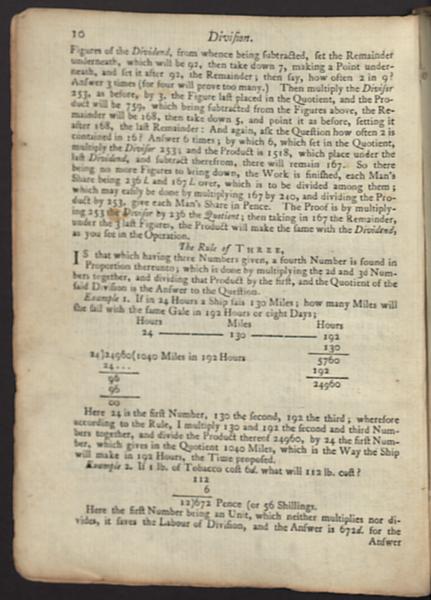 10 Diviſion.
Figures of the Dividend, from whence being ſubtracted, ſet the Remainder
underneath, which will be 92, then take down 7, making a Point under-
neath, and ſet it after 92, the Remainder; then ſay, how often 2 in 9?
Anſwer 3 times (for four will prove too many.) Then multiply the Diviſor
253, as before, by 3, the Figure laſt placed in the Quotient, and the Pro-
duct will be 759, which being ſubtracted from the Figures above, the Re-
mainder will be 168, then take down 5, and point it as before, ſetting it
after 168, the laſt Remainder: And again, aſk the Queſtion how often 2 is
contained in 16? Anſwer 6 times; by which 6, which ſet in the Quotient,
multiply the Diviſor 253, and the Product is 1518, which place under the
laſt Dividend, and ſubtract therefrom, there will remain 167. So there
being no more Figures to bring down, the Work is finiſhed, each Man's
Share being 236 l. and 167 l. over, which is to be divided among them;
which may eaſily be done by multiplying 167 by 240, and dividing the Pro-
duct by 253, give each Man's Share in Pence. The Proof is by multiply-
ing 253 the Diviſor by 236 the Quotient; then taking in 167 the Remainder,
under the 3 laſt Figures, the Product will make the ſame with the Dividend,
as you ſee in the Operation.
The Rule of THREE,
IS that which having three Numbers given, a fourth Number is found in
Proportion thereunto; which is done by multiplying the 2d and 3d Num-
bers together, and dividing that Product by the firſt, and the Quotient of the
ſaid Diviſion is the Anſwer to the Queſtion.
Example 1. If in 24 Hours a Ship ſails 130 Miles; how many Miles will
ſhe ſail with the ſame Gale in 192 Hours or eight Days;
Hours Miles Hours
24 ——— 130 ——— 192
130
24)24960(1040 Miles in 192 Hours 5760
24... 192
96 24960
96
00
Here 24 is the firſt Number, 130 the ſecond, 192 the third; wherefore
according to the Rule, I multiply 130 and 192 the ſecond and third Num-
bers together, and divide the Product thereof 24960, by 24 the firſt Num-
ber, which gives in the Quotient 1040 Miles, which is the Way the Ship
will make in 192 Hours, the Time propoſed.
Example 2. If 1 lb. of Tobacco coſt 6d. what will 112 lb. coſt?
112
6
12)672 Pence (or 56 Shillings.
Here the firſt Number being an Unit, which neither multiplies nor di-
vides, it ſaves the Labour of Diviſion, and the Anſwer is 672d. for the
Anſwer